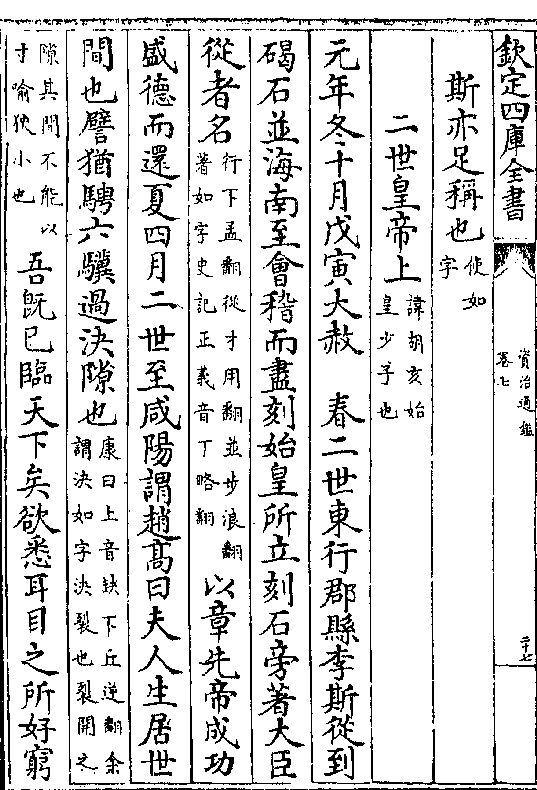 欽定四庫全書
資治通鑑
卷七
二十七
斯亦足稱也使如
字
二世皇帝上諱胡亥始
皇少子也
元年冬十月戊寅大赦　春二世東行郡縣李斯從到
碣石並海南至會稽而盡刻始皇所立刻石旁著大臣
從者名行下孟翻從才用翻並步浪翻
著如字史記正義音丁略翻以章先帝成功
盛德而還夏四月二世至咸陽謂趙高曰夫人生居世
間也譬猶騁六驥過決隙也康曰上音缺下丘逆翻余
謂決如字決裂也裂開之
隙其間不能以
寸喻狹小也吾既已臨天下矣欲悉耳目之所好窮